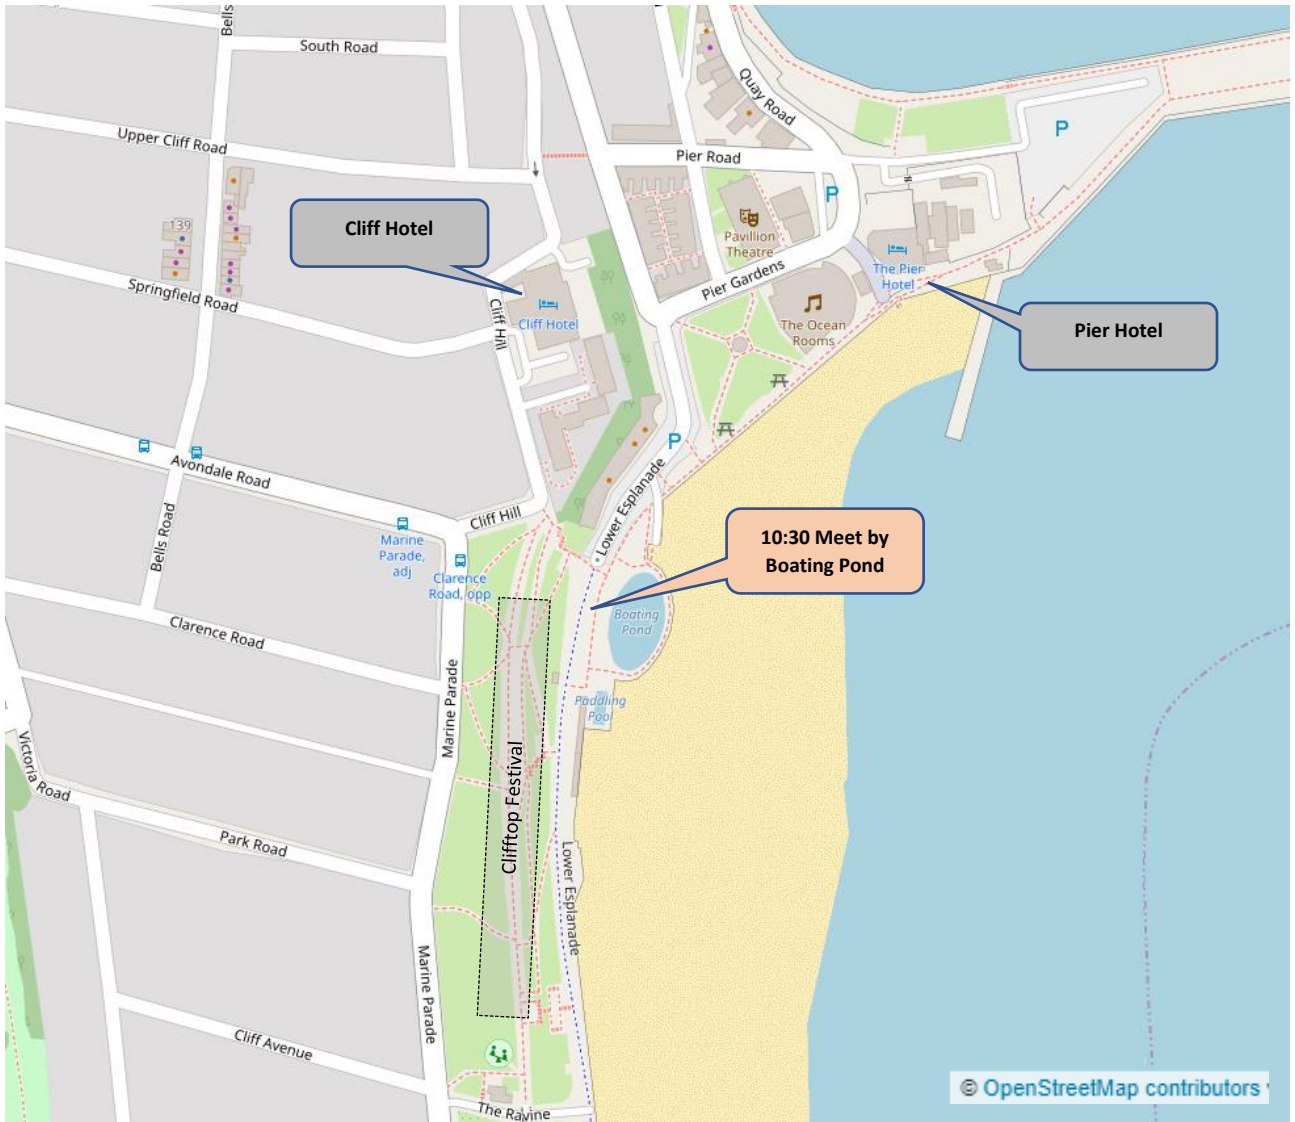 Bells
South Road
Quay Road
Upper Cliff Road
Pier Road
P
P
139
Cliff Hotel
Pavillion
Theatre
Pier Gardens
The Pier
Hotel
Springfield Road
Cliff Hill
Cliff Hotel
The Ocean
Rooms
Pier Hotel
P
Avondale Road
Lower Esplanade
Cliff Hill
Marine
Parade,
adj
Bells Road
10:30 Meet by
Boating Pond
Clarence
Road, opp
Boating
Pond
Clarence Road
Marine Parade
Paddling
Pool
Victoria Road
Clifftop Festival
Park Road
Lower Esplanade
Marine Parade
Cliff Avenue
The Ravine
© OpenStreetMap contributors